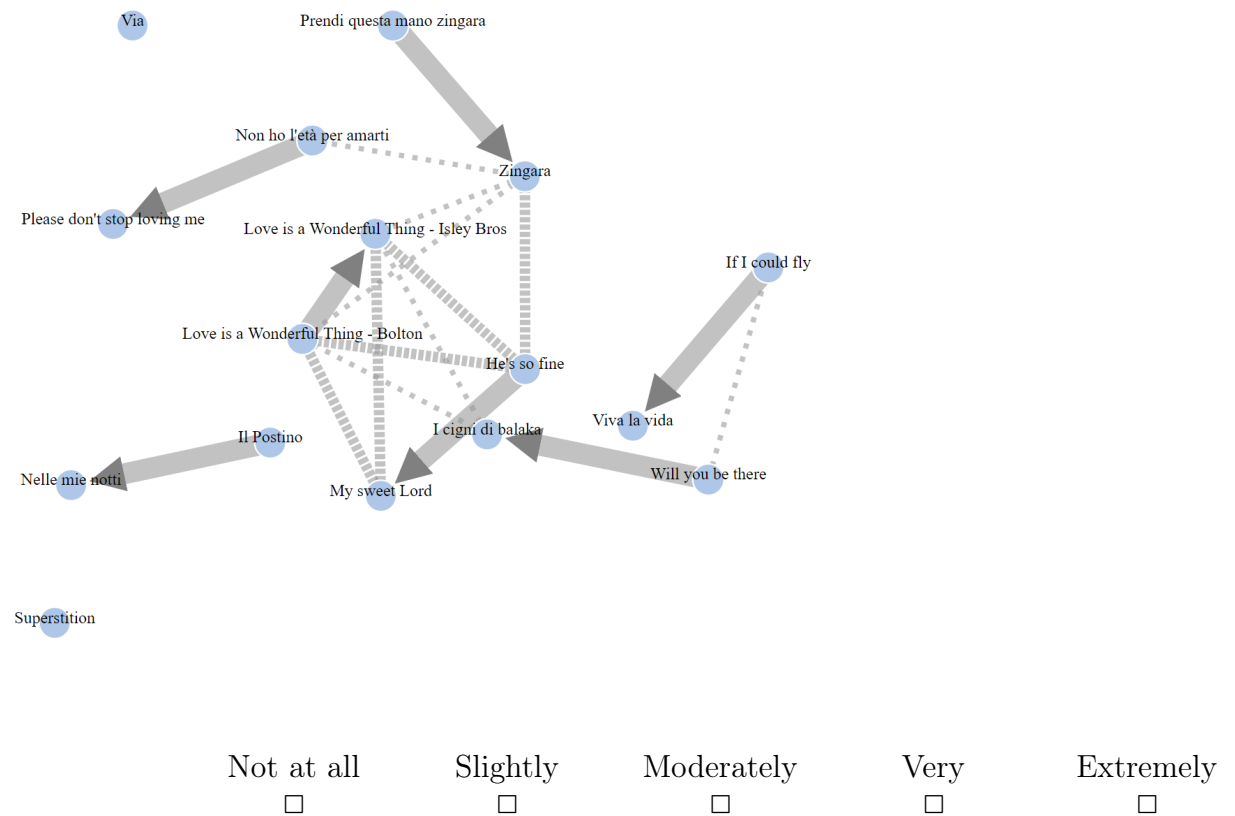 Via
Prendi questa mano zingara
Non ho l'età per amarti
Zingara
Please don't stop loving me
Love is a Wonderful Thing - Isley Bros
If I could fly
Love is a Wonderful Thing - Bolton
He's so fine
Viva la vida
I cigni di balaka
Il Postino
Will you be there
Nelle mie notti
My sweet Lord
Superstition
Not at all Slightly Moderately Very Extremely